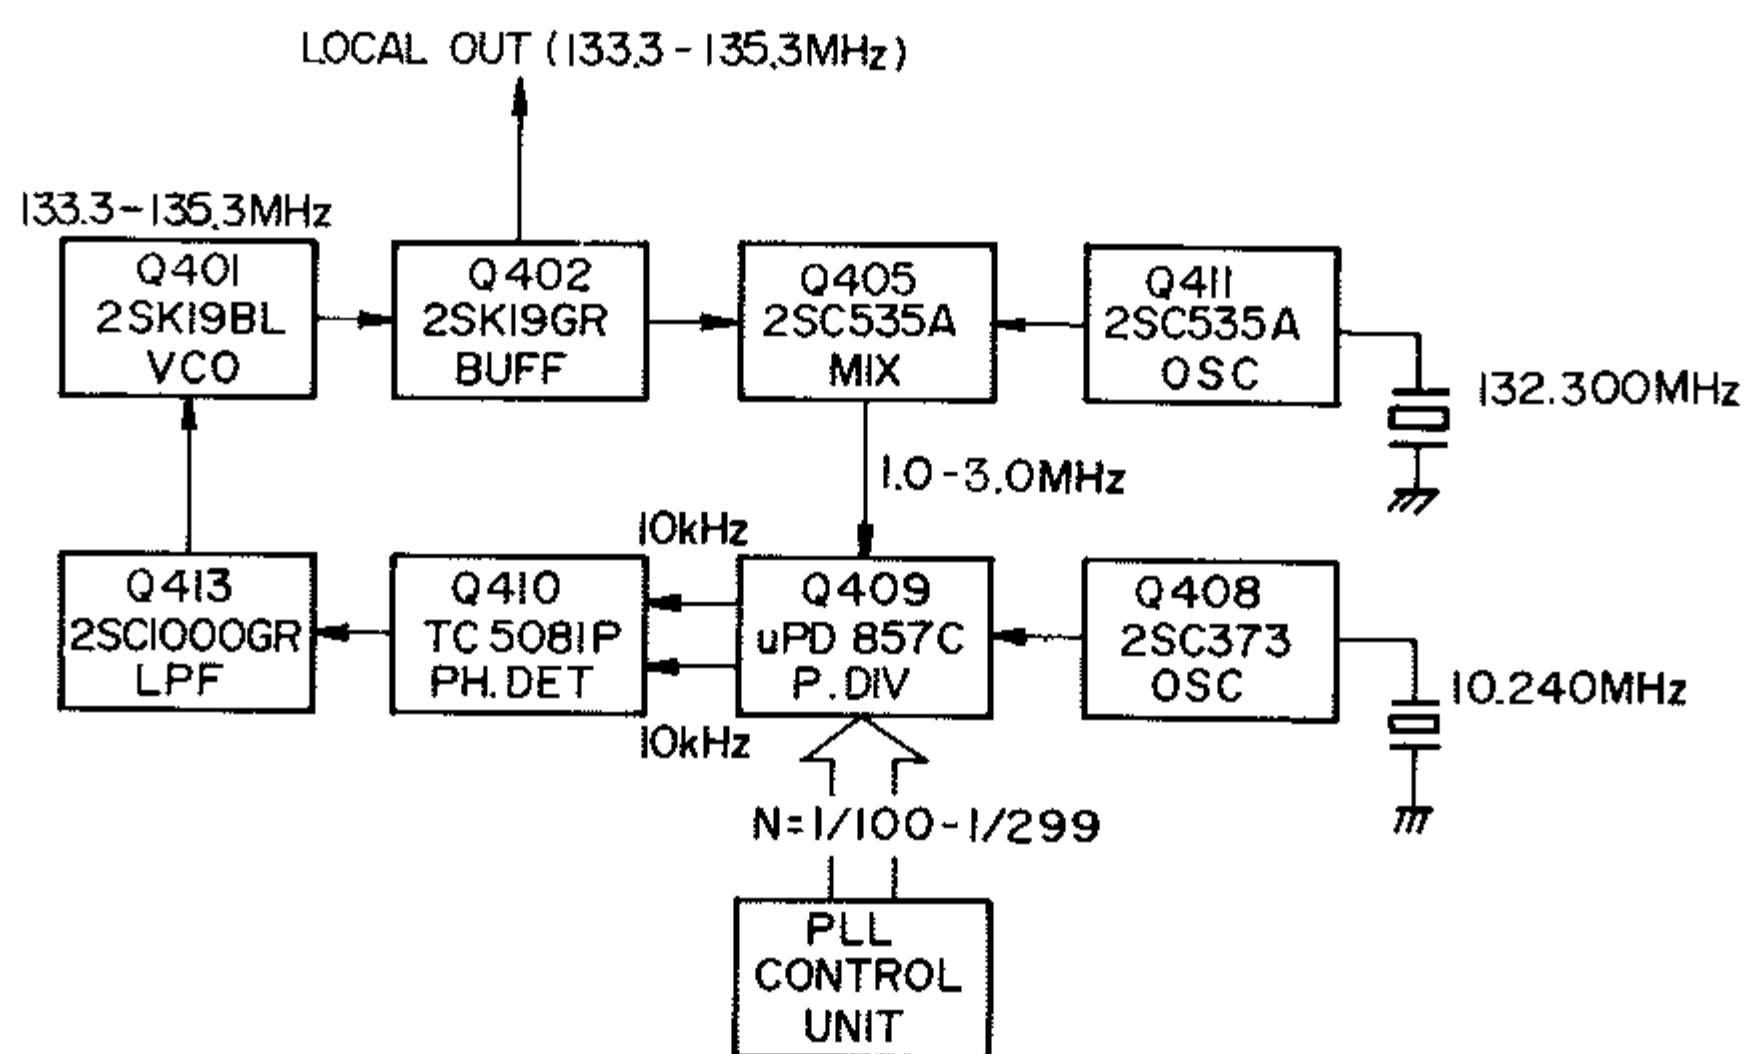 LOCAL OUT (133.3-135.3MHz)
133.3-135.3MHz
Q401
2SK19BL
VCO
Q402
2SK19GR
BUFF
Q405
2SC535A
MIX
Q411
2SC535A
OSC
132.300MHz
1.0-3.0MHz
10kHz
Q413
2SC1000GR
LPF
Q410
TC5081P
PH.DET
Q409
uPD 857C
P.DIV
Q408
2SC373
OSC
10.240MHz
10kHz
N=1/100-1/299
PLL
CONTROL
UNIT